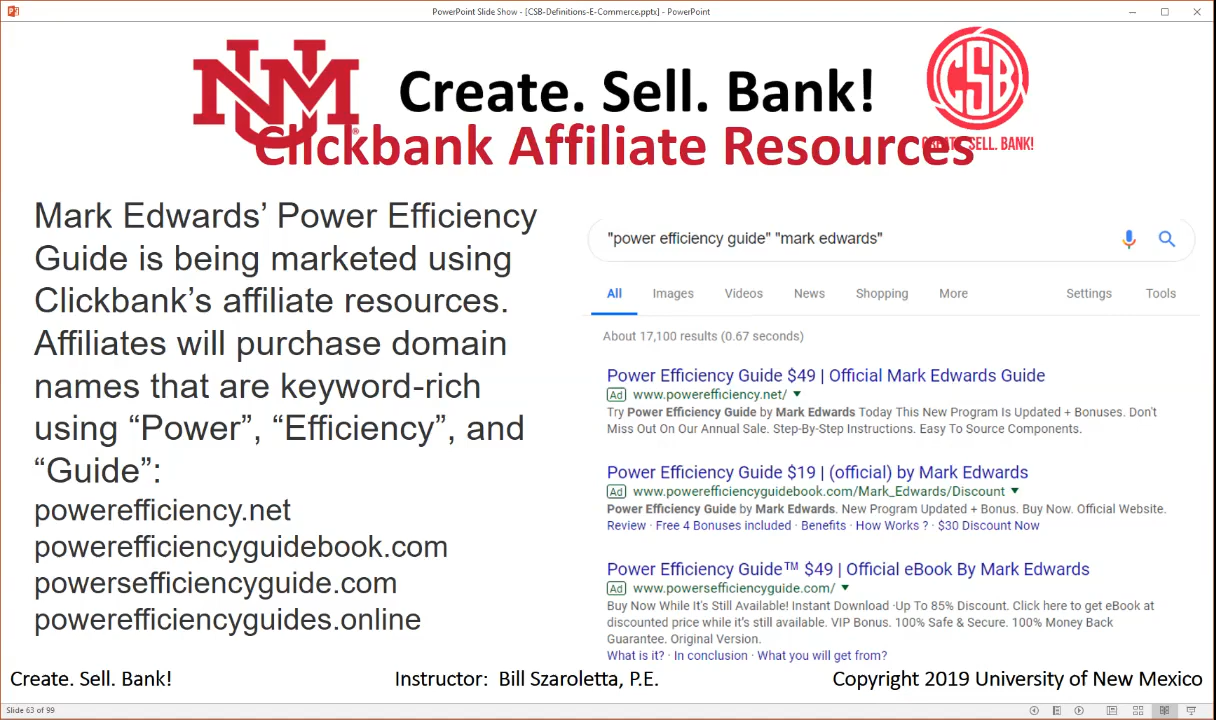 PowerPoint Slide Show - [CSB-Definitions-E-Commerce.pptx] - PowerPoint
UNM
®
Create. Sell. Bank!
CSB
CREATE. SELL. BANK!
Clickbank Affiliate Resources
Mark Edwards’ Power Efficiency
Guide is being marketed using
Clickbank’s affiliate resources.
Affiliates will purchase domain
names that are keyword-rich
using “Power”, “Efficiency”, and
“Guide”:
powerefficiency.net
powerefficiencyguidebook.com
powersefficiencyguide.com
powerefficiencyguides.online
"power efficiency guide" "mark edwards"
All Images Videos News Shopping More Settings Tools
About 17,100 results (0.67 seconds)
Power Efficiency Guide $49 | Official Mark Edwards Guide
Ad www.powerefficiency.net/
Try Power Efficiency Guide by Mark Edwards Today This New Program Is Updated + Bonuses. Don't
Miss Out On Our Annual Sale. Step-By-Step Instructions. Easy To Source Components.
Power Efficiency Guide $19 | (official) by Mark Edwards
Ad www.powerefficiencyguidebook.com/Mark_Edwards/Discount
Power Efficiency Guide by Mark Edwards. New Program Updated + Bonus. Buy Now. Official Website.
Review · Free 4 Bonuses included · Benefits · How Works ? · $30 Discount Now
Power Efficiency Guide™ $49 | Official eBook By Mark Edwards
Ad www.powersefficiencyguide.com/
Buy Now While It's Still Available! Instant Download ·Up To 85% Discount. Click here to get eBook at
discounted price while it's still available. VIP Bonus. 100% Safe & Secure. 100% Money Back
Guarantee. Original Version.
What is it? · In conclusion · What you will get from?
Create. Sell. Bank! Instructor: Bill Szaroletta, P.E. Copyright 2019 University of New Mexico
Slide 63 of 99